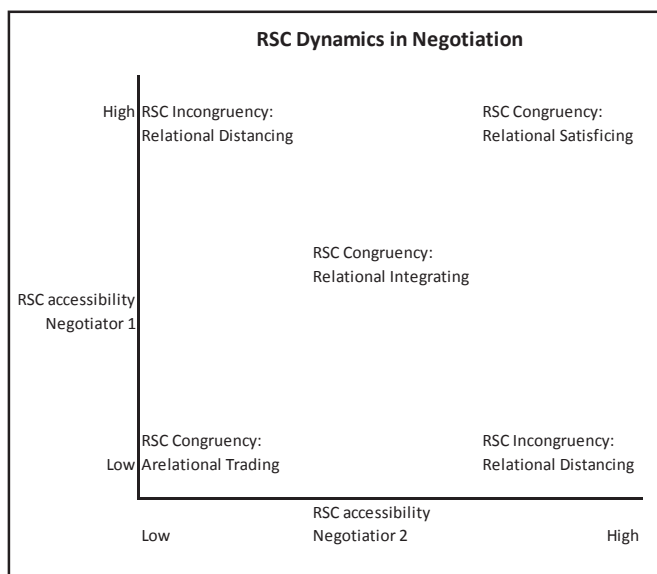 RSC Dynamics in Negotiation
High
RSC Incongruency:
Relational Distancing
RSC Congruency:
Relational Satisficing
RSC Congruency:
Relational Integrating
RSC accessibility
Negotiator 1
RSC Congruency:
Low
Arelational Trading
RSC Incongruency:
Relational Distancing
RSC accessibility
Low
Negotiatior 2
High